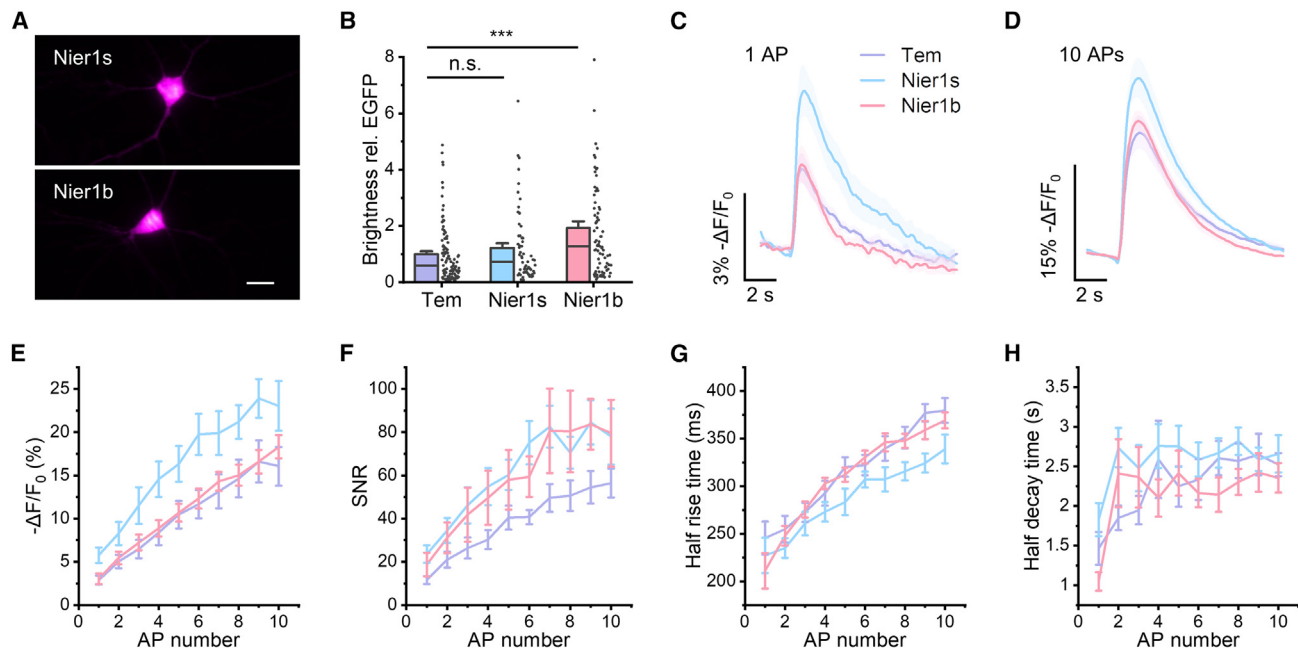 A
Nier1s
Nier1b
B
Brightness rel. EGFP
8
6
4
2
0
***
n.s.
Tem
Nier1s
Nier1b
C
1 AP
Tem
Nier1s
Nier1b
3% -ΔF/F₀
2 s
D
10 APs
15% -ΔF/F₀
2 s
E
-ΔF/F₀ (%)
25
20
15
10
5
0
0 2 4 6 8 10
AP number
F
SNR
100
80
60
40
20
0
0 2 4 6 8 10
AP number
G
Half rise time (ms)
400
350
300
250
200
0 2 4 6 8 10
AP number
H
Half decay time (s)
3.5
3
2.5
2
1.5
1
0 2 4 6 8 10
AP number